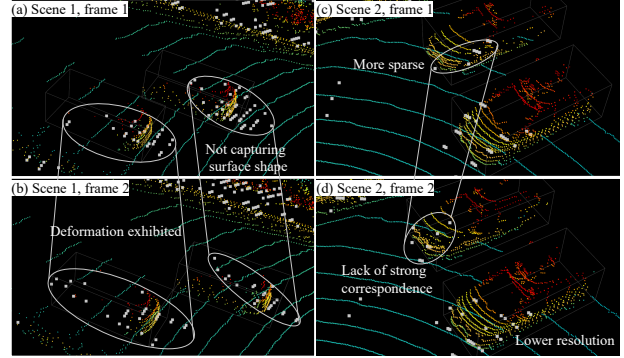 (a) Scene 1, frame 1
Not capturing
surface shape
(b) Scene 1, frame 2
Deformation exhibited
(c) Scene 2, frame 1
More sparse
(d) Scene 2, frame 2
Lack of strong
correspondence
Lower resolution